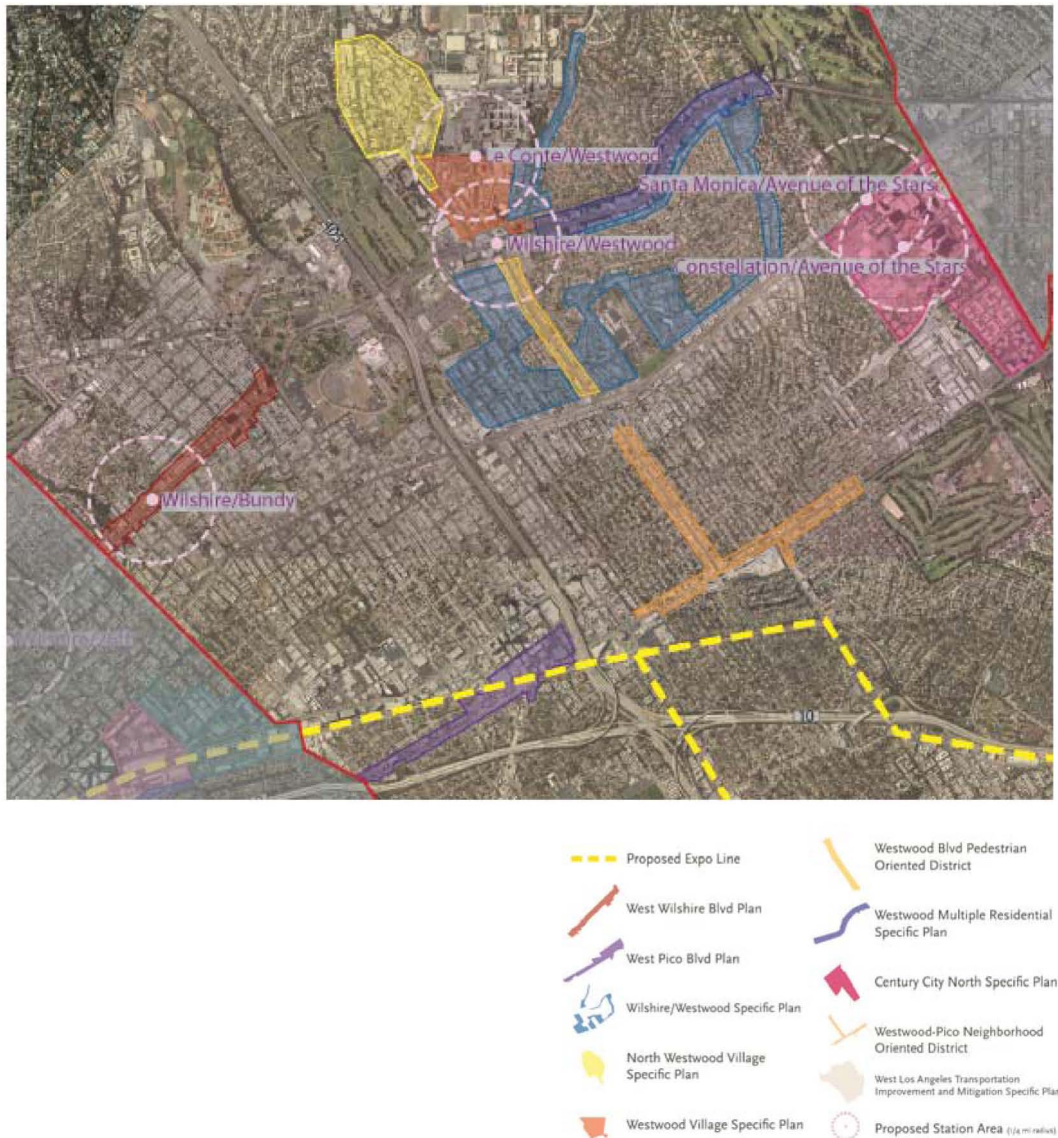 405
Le Conte/Westwood
Santa Monica/Avenue of the Stars
Wilshire/Westwood
Constellation/Avenue of the Stars
Wilshire/Bundy
10
Proposed Expo Line
West Wilshire Blvd Plan
West Pico Blvd Plan
Wilshire/Westwood Specific Plan
North Westwood Village
Specific Plan
Westwood Village Specific Plan
Westwood Blvd Pedestrian
Oriented District
Westwood Multiple Residential
Specific Plan
Century City North Specific Plan
Westwood-Pico Neighborhood
Oriented District
West Los Angeles Transportation
Improvement and Mitigation Specific Plan
Proposed Station Area (1/4 mi radius)